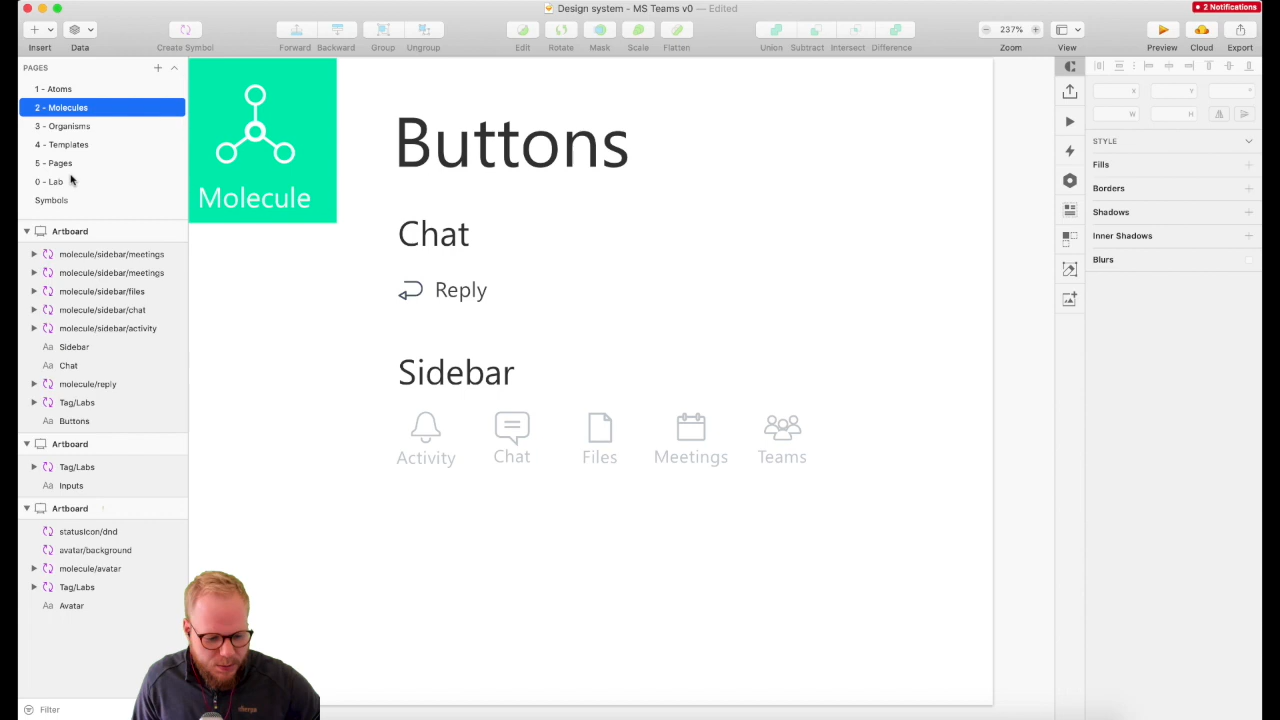 Design system - MS Teams v0 — Edited
2 Notifications
Insert
Data
Create Symbol
Forward
Backward
Group
Ungroup
Edit
Rotate
Mask
Scale
Flatten
Union
Subtract
Intersect
Difference
237%
Zoom
View
Preview
Cloud
Export
PAGES
1 - Atoms
2 - Molecules
3 - Organisms
4 - Templates
5 - Pages
0 - Lab
Symbols
Artboard
molecule/sidebar/meetings
molecule/sidebar/meetings
molecule/sidebar/files
molecule/sidebar/chat
molecule/sidebar/activity
Aa Sidebar
Aa Chat
molecule/reply
Tag/Labs
Aa Buttons
Artboard
Tag/Labs
Aa Inputs
Artboard
statusIcon/dnd
avatar/background
molecule/avatar
Tag/Labs
Aa Avatar
Filter
Molecule
Buttons
Chat
Reply
Sidebar
Activity
Chat
Files
Meetings
Teams
X
Y
°
W
H
STYLE
Fills
Borders
Shadows
Inner Shadows
Blurs